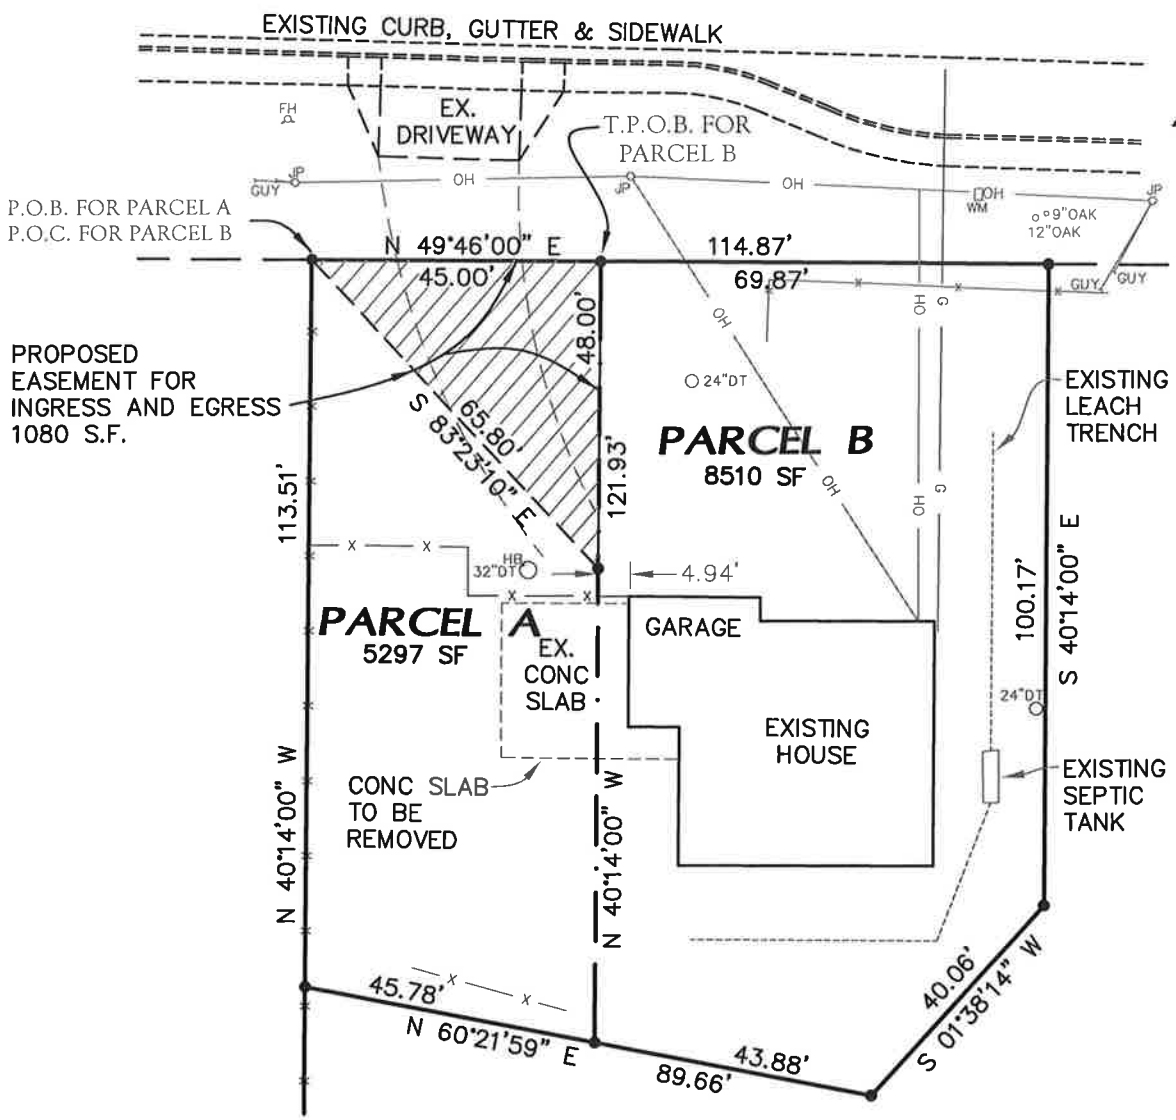 EXISTING CURB, GUTTER & SIDEWALK
FH
EX.
DRIVEWAY
T.P.O.B. FOR
PARCEL B
JP
GUY
OH
JP
OH
OH
WM
JP
9"OAK
12"OAK
GUY
GUY
P.O.B. FOR PARCEL A
P.O.C. FOR PARCEL B
N 49°46'00" E
114.87'
45.00'
69.87'
48.00'
OH
OH
G
PROPOSED
EASEMENT FOR
INGRESS AND EGRESS
1080 S.F.
24"DT
EXISTING
LEACH
TRENCH
65.80'
S 83°23'10" E
PARCEL B
8510 SF
113.51'
121.93'
OH
OH
G
S 40°14'00" E
100.17'
HB
32"DT
4.94'
PARCEL A
5297 SF
GARAGE
EX.
CONC
SLAB
24"DT
EXISTING
HOUSE
CONC SLAB
TO BE
REMOVED
EXISTING
SEPTIC
TANK
N 40°14'00" W
N 40°14'00" W
45.78'
N 60°21'59" E
43.88'
89.66'
40.06'
S 01°38'14" W